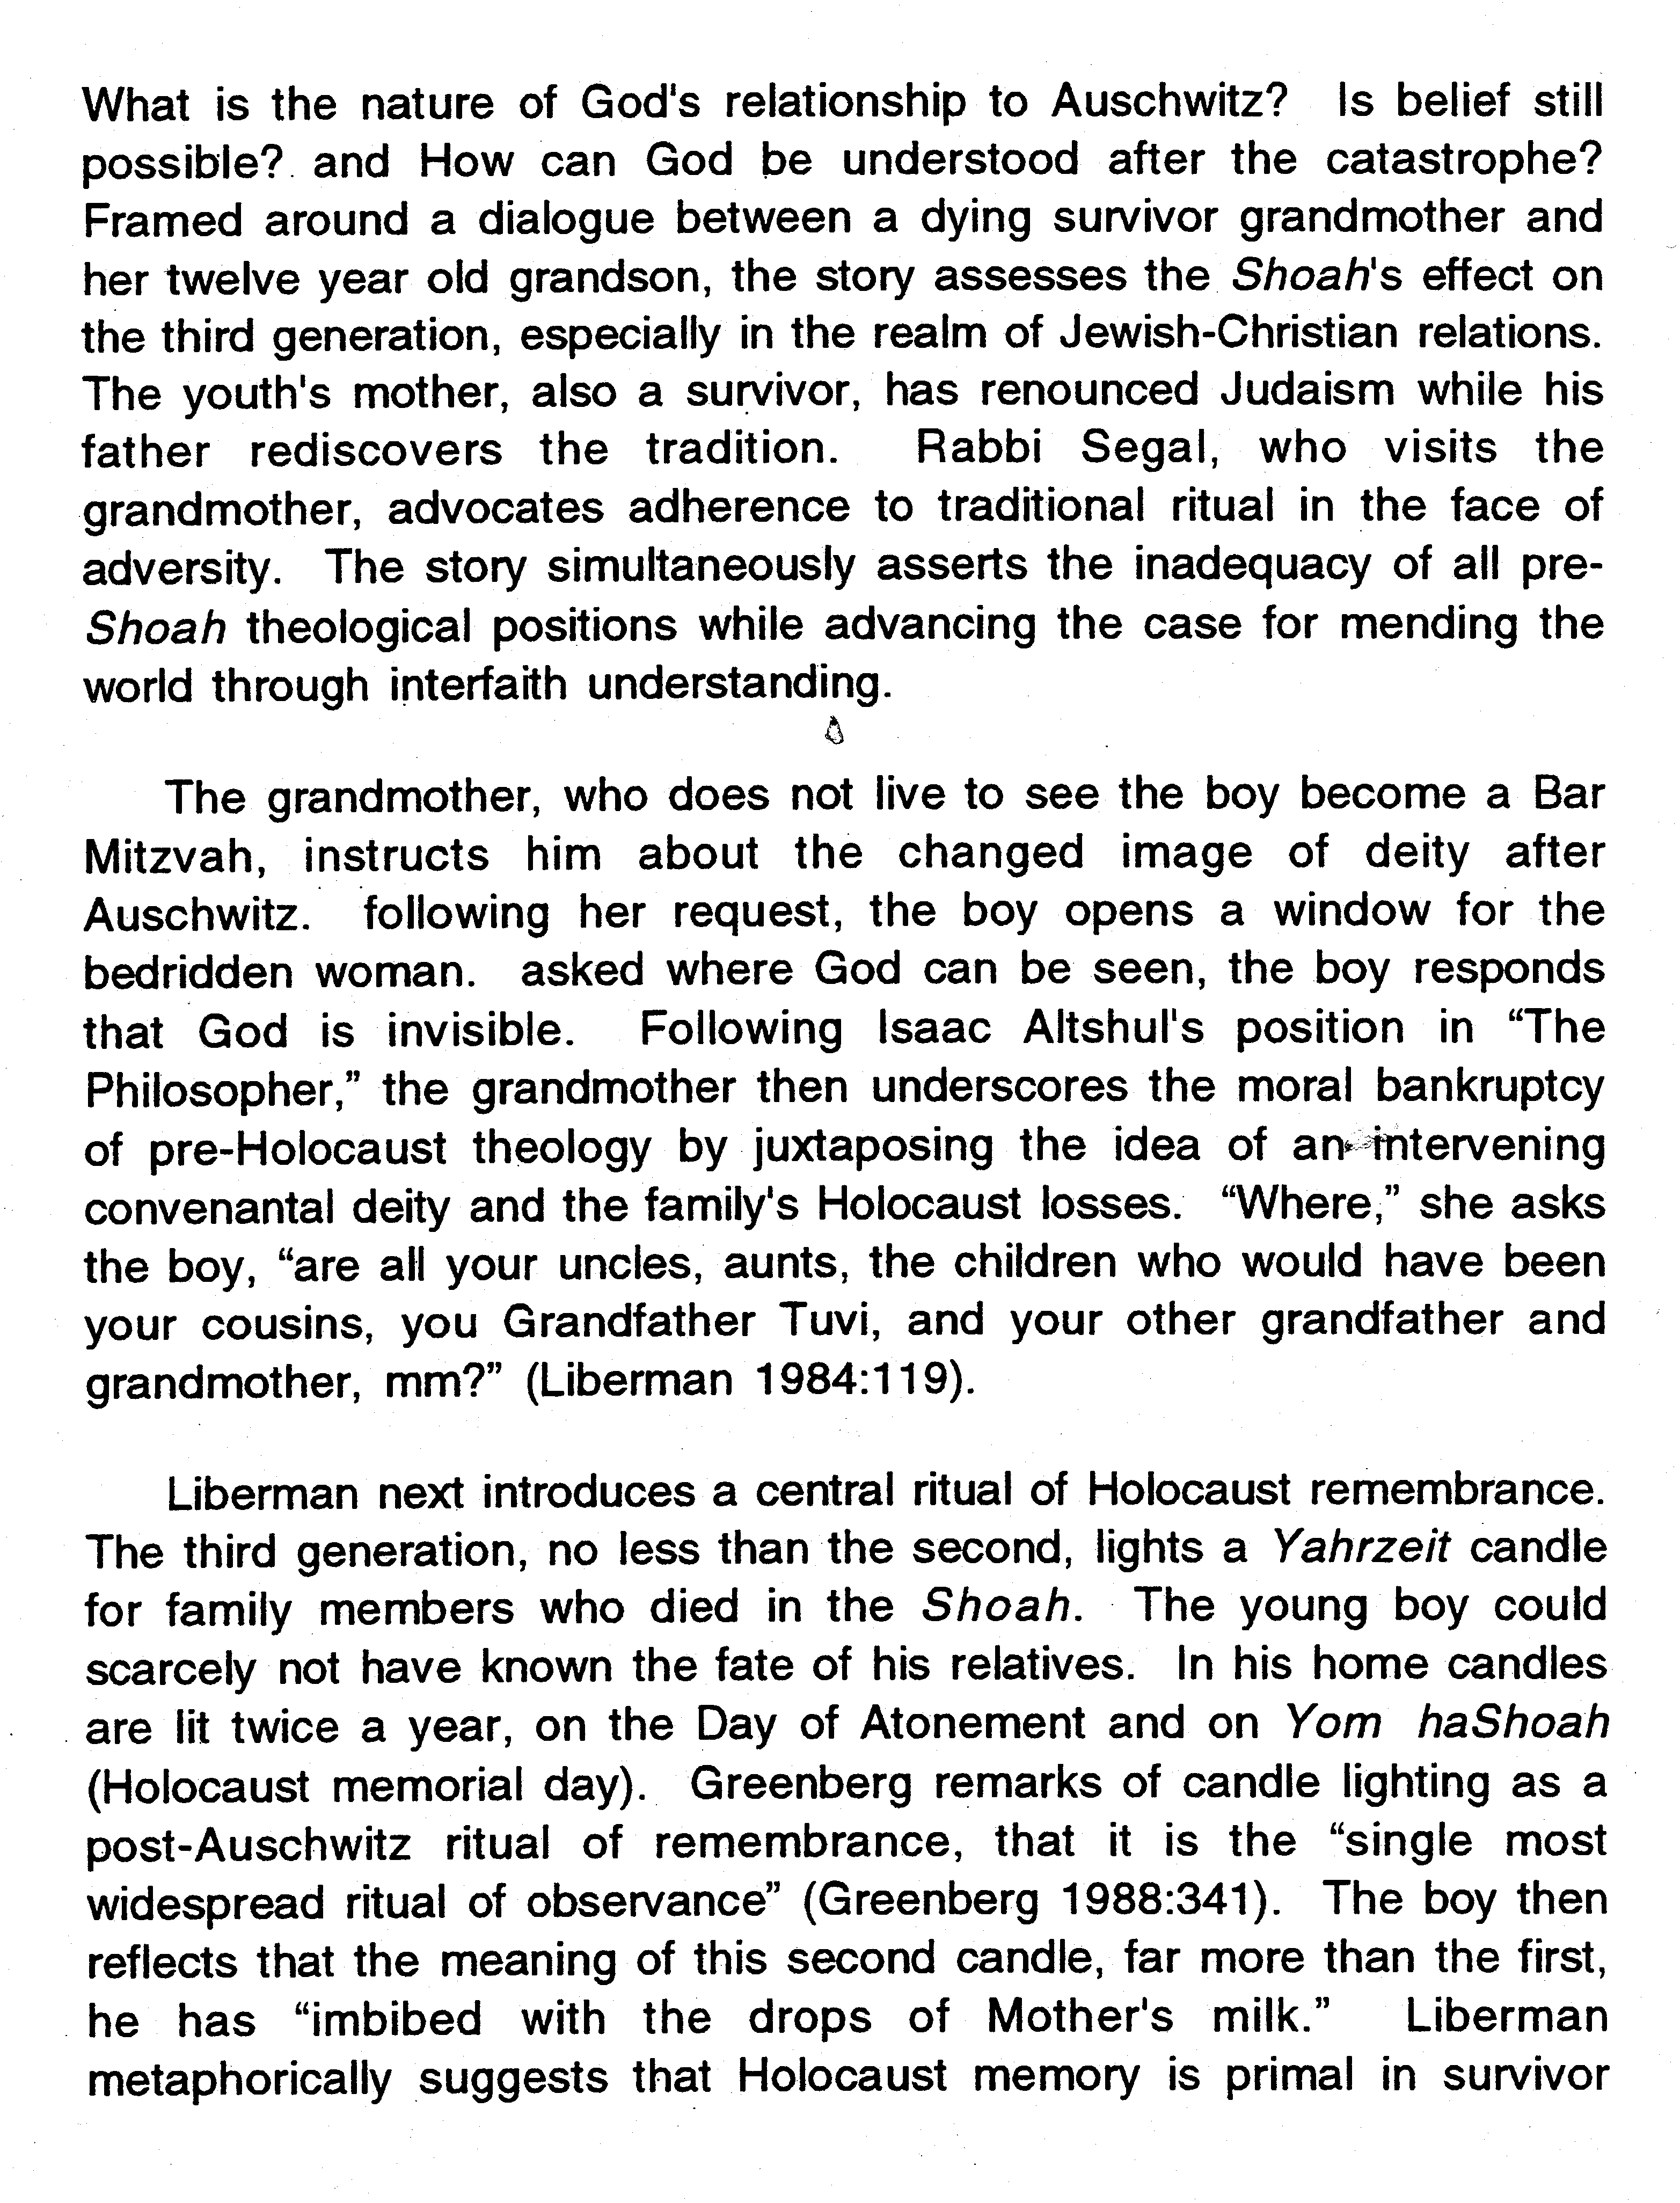 What is the nature of God's relationship to Auschwitz? Is belief still
possible? and How can God be understood after the catastrophe?
Framed around a dialogue between a dying survivor grandmother and
her twelve year old grandson, the story assesses the Shoah's effect on
the third generation, especially in the realm of Jewish-Christian relations.
The youth's mother, also a survivor, has renounced Judaism while his
father rediscovers the tradition. Rabbi Segal, who visits the
grandmother, advocates adherence to traditional ritual in the face of
adversity. The story simultaneously asserts the inadequacy of all pre-
Shoah theological positions while advancing the case for mending the
world through interfaith understanding.
The grandmother, who does not live to see the boy become a Bar
Mitzvah, instructs him about the changed image of deity after
Auschwitz. following her request, the boy opens a window for the
bedridden woman. asked where God can be seen, the boy responds
that God is invisible. Following Isaac Altshul's position in “The
Philosopher,” the grandmother then underscores the moral bankruptcy
of pre-Holocaust theology by juxtaposing the idea of an intervening
convenantal deity and the family's Holocaust losses. “Where,” she asks
the boy, “are all your uncles, aunts, the children who would have been
your cousins, you Grandfather Tuvi, and your other grandfather and
grandmother, mm?” (Liberman 1984:119).
Liberman next introduces a central ritual of Holocaust remembrance.
The third generation, no less than the second, lights a Yahrzeit candle
for family members who died in the Shoah. The young boy could
scarcely not have known the fate of his relatives. In his home candles
are lit twice a year, on the Day of Atonement and on Yom haShoah
(Holocaust memorial day). Greenberg remarks of candle lighting as a
post-Auschwitz ritual of remembrance, that it is the “single most
widespread ritual of observance” (Greenberg 1988:341). The boy then
reflects that the meaning of this second candle, far more than the first,
he has “imbibed with the drops of Mother's milk.” Liberman
metaphorically suggests that Holocaust memory is primal in survivor